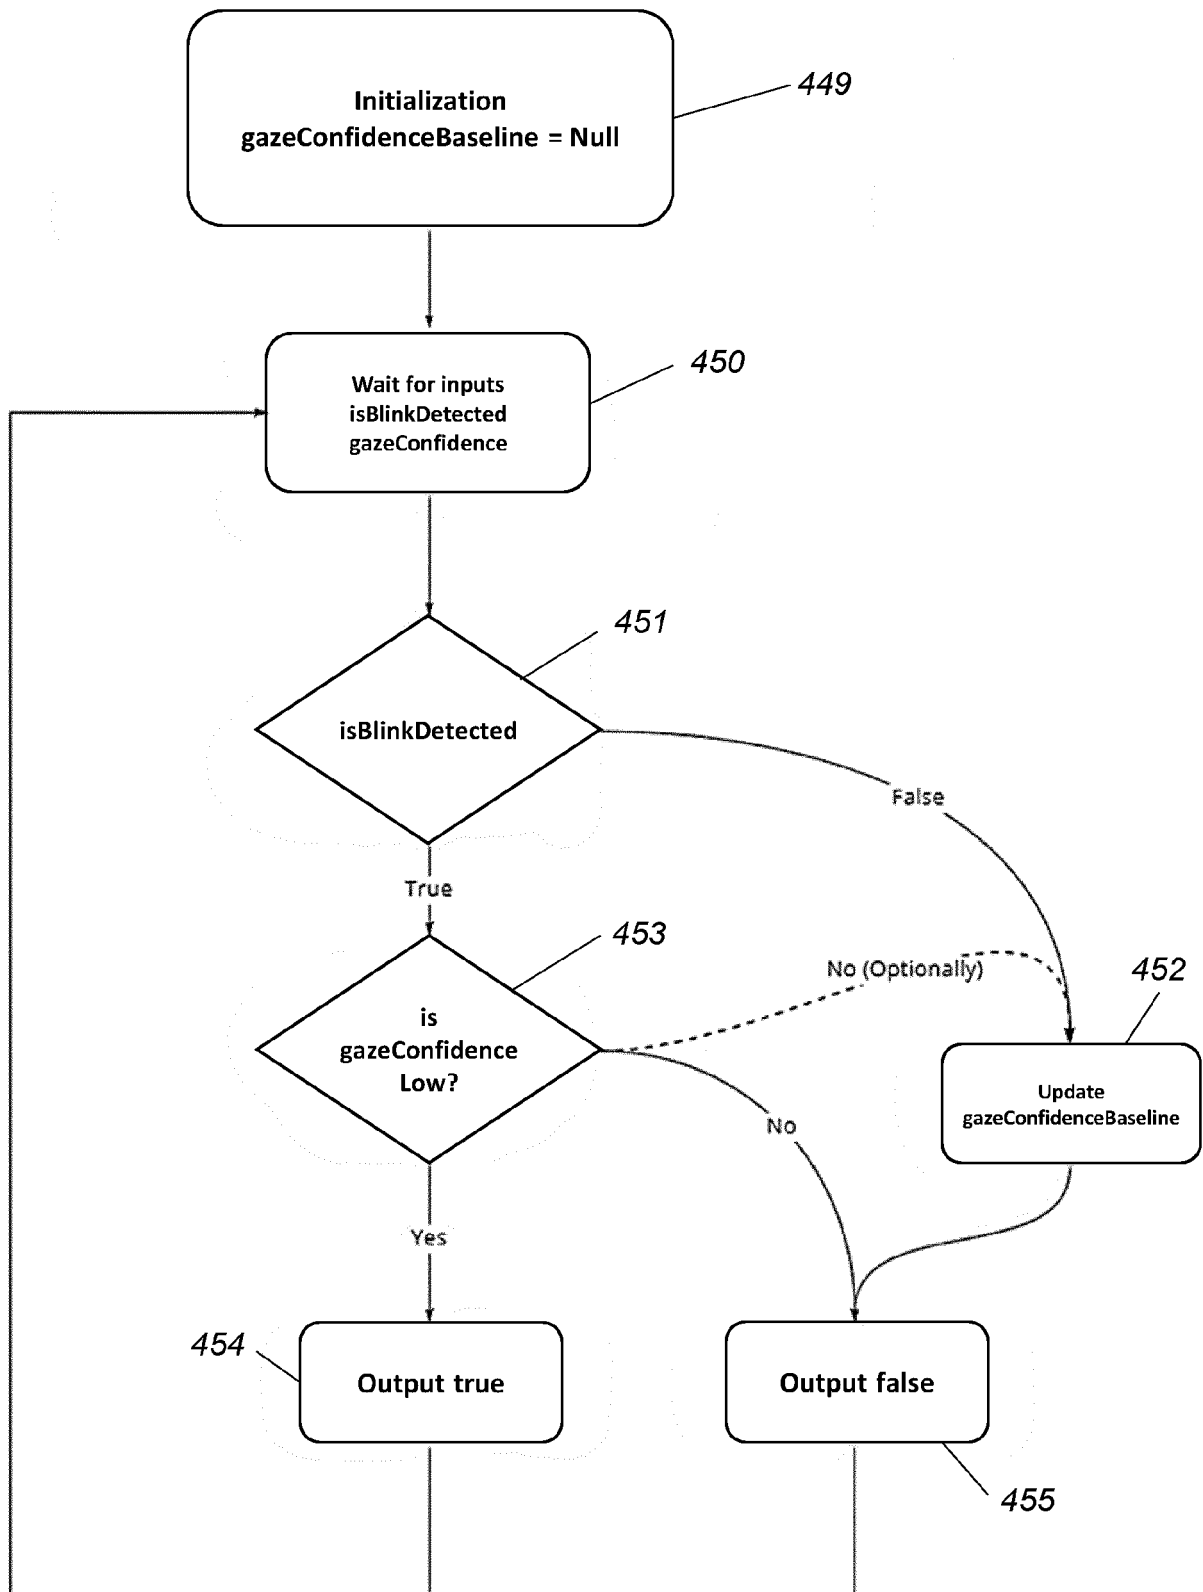 Initialization
gazeConfidenceBaseline = Null
449
Wait for inputs
isBlinkDetected
gazeConfidence
450
451
isBlinkDetected
False
True
453
is
gazeConfidence
Low?
No (Optionally)
452
Update
gazeConfidenceBaseline
No
Yes
454
Output true
Output false
455